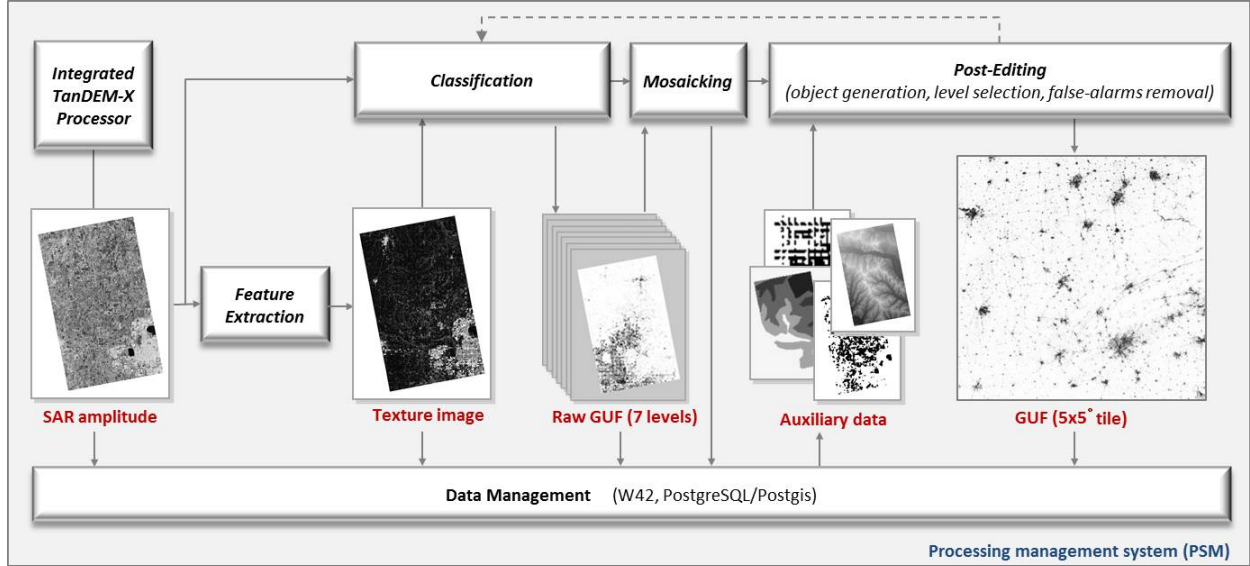 Integrated
TanDEM-X
Processor
Classification
Mosaicking
Post-Editing
(object generation, level selection, false-alarms removal)
Feature
Extraction
SAR amplitude
Texture image
Raw GUF (7 levels)
Auxiliary data
GUF (5x5° tile)
Data Management (W42, PostgreSQL/Postgis)
Processing management system (PSM)